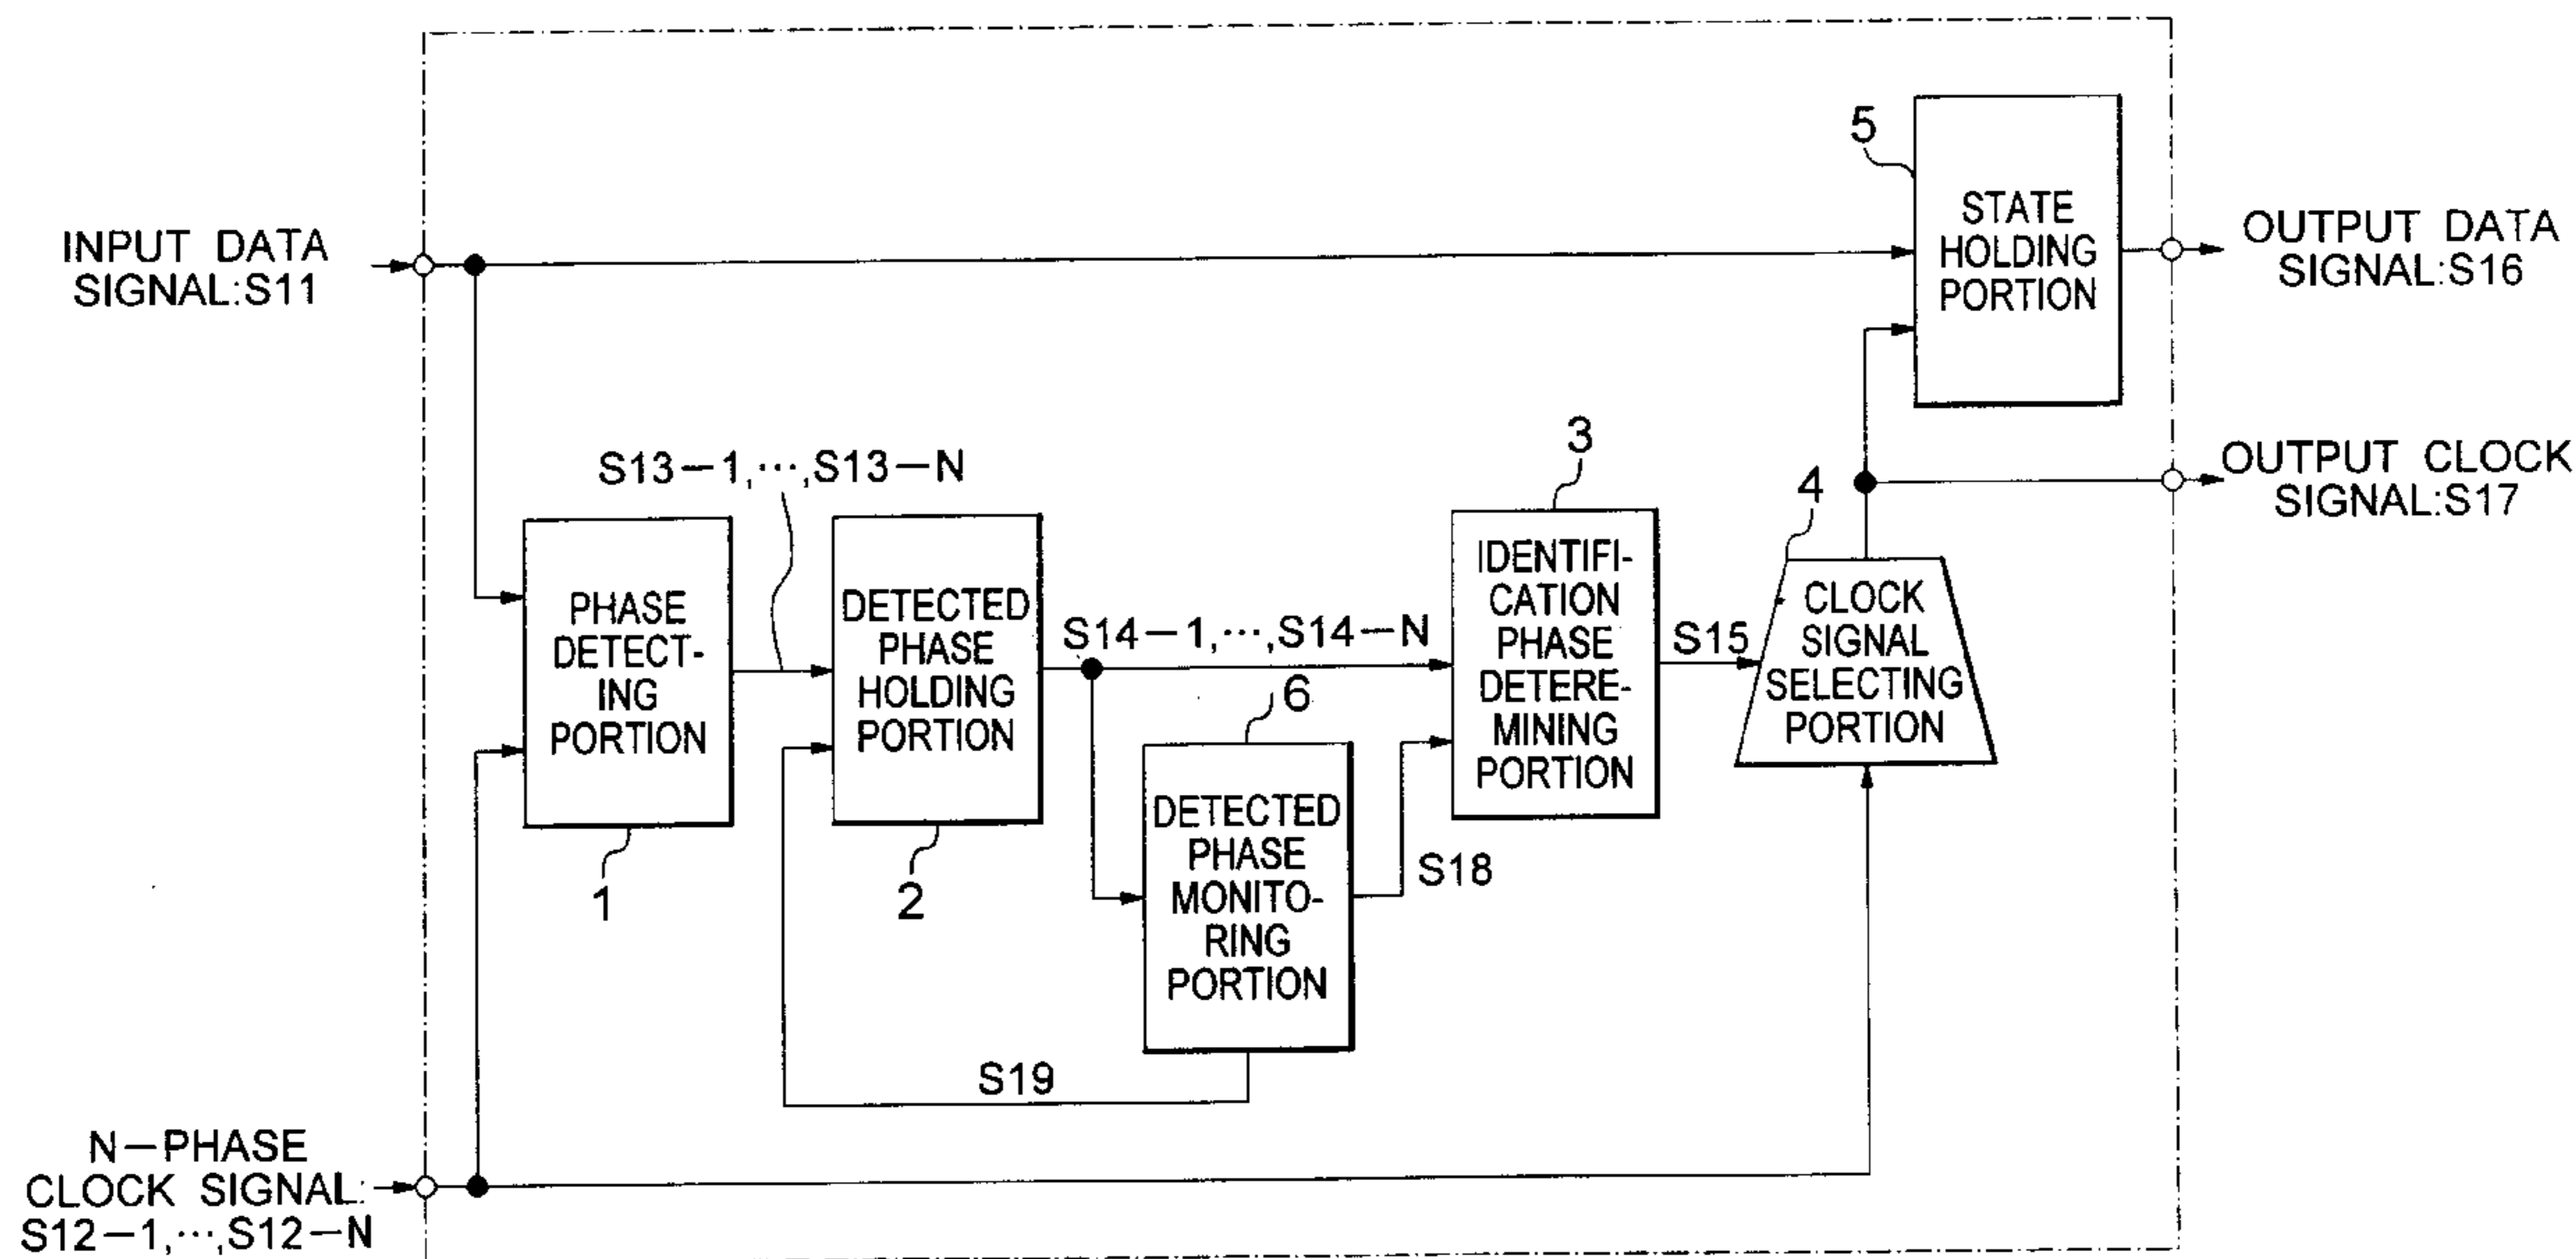 5
STATE
HOLDING
PORTION
INPUT DATA
SIGNAL:S11
OUTPUT DATA
SIGNAL:S16
OUTPUT CLOCK
SIGNAL:S17
S13-1,···,S13-N
3
4
PHASE
DETECT-
ING
PORTION
1
DETECTED
PHASE
HOLDING
PORTION
2
S14-1,···,S14-N
IDENTIFI-
CATION
PHASE
DETERE-
MINING
PORTION
S15
CLOCK
SIGNAL
SELECTING
PORTION
6
DETECTED
PHASE
MONITO-
RING
PORTION
S18
S19
N-PHASE
CLOCK SIGNAL:
S12-1,···,S12-N